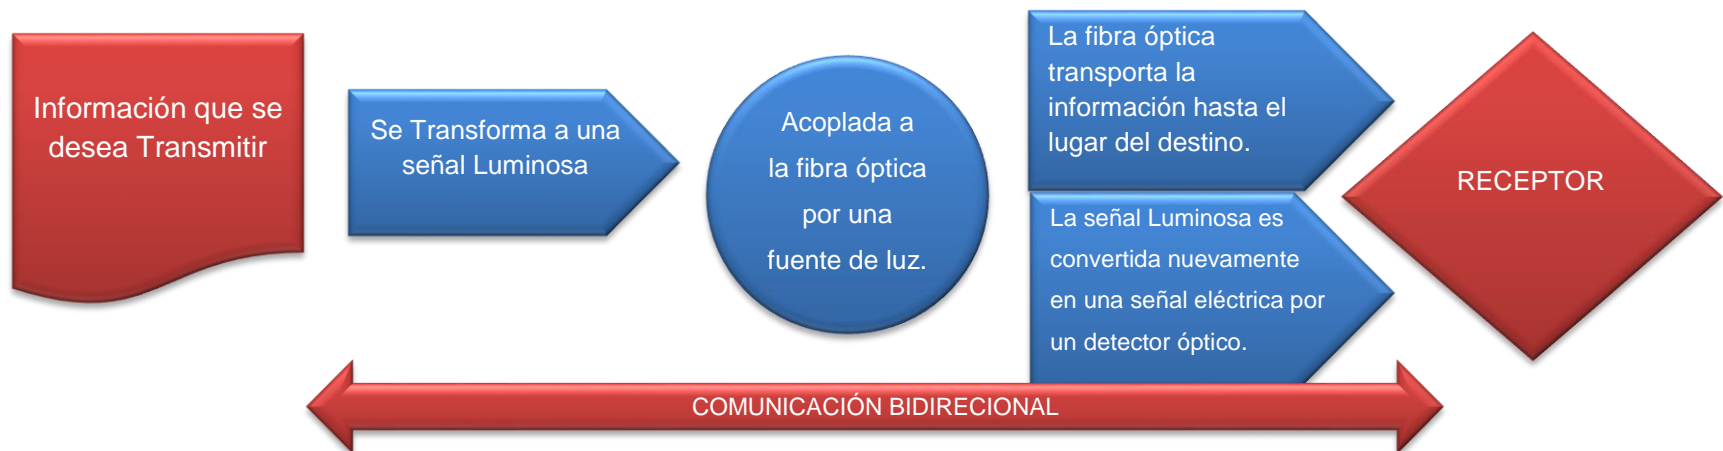 Información que se
desea Transmitir
Se Transforma a una
señal Luminosa
Acoplada a
la fibra óptica
por una
fuente de luz.
La fibra óptica
transporta la
información hasta el
lugar del destino.
La señal Luminosa es
convertida nuevamente
en una señal eléctrica por
un detector óptico.
RECEPTOR
COMUNICACIÓN BIDIRECIONAL